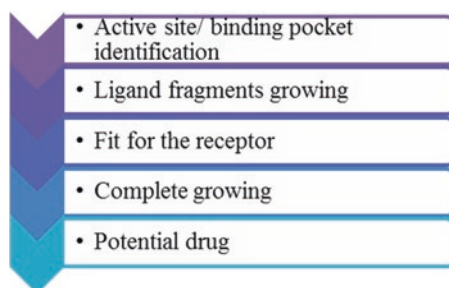 • Active site/ binding pocket
identification
• Ligand fragments growing
• Fit for the receptor
• Complete growing
• Potential drug